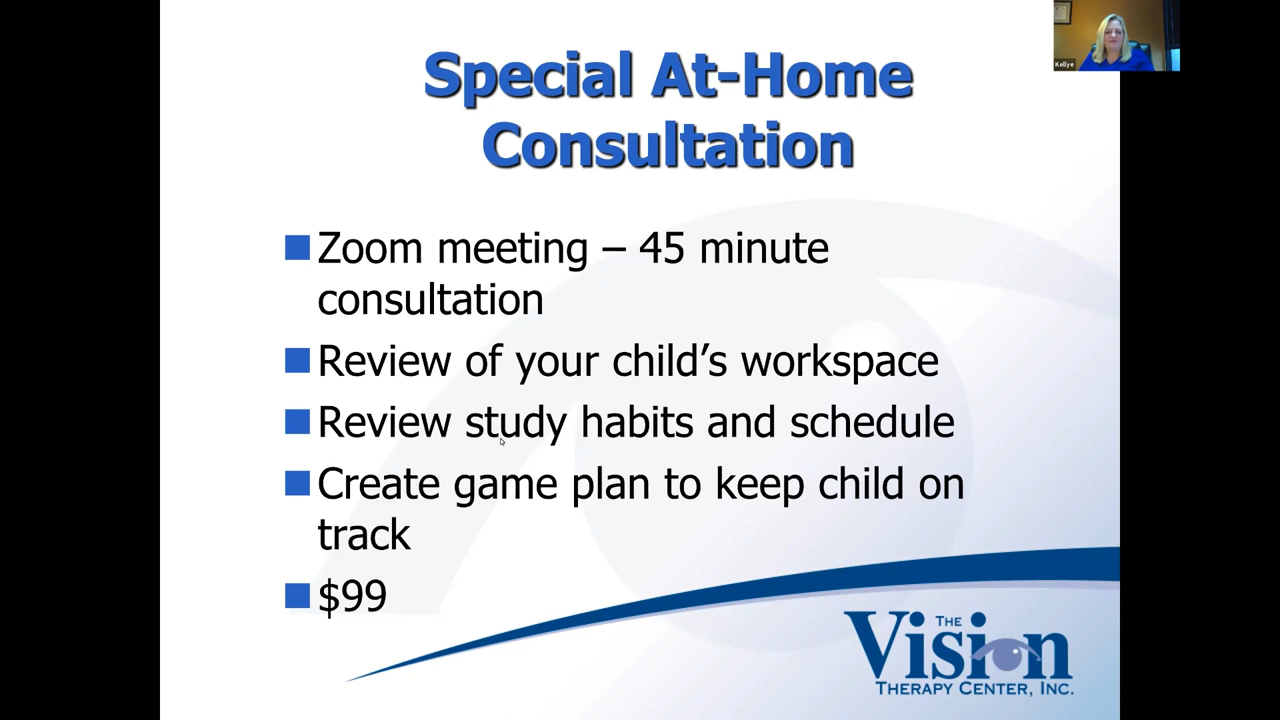 Special At-Home
Consultation
Kellye
Zoom meeting – 45 minute
consultation
Review of your child’s workspace
Review study habits and schedule
Create game plan to keep child on
track
$99
THE
Vision
THERAPY CENTER, INC.